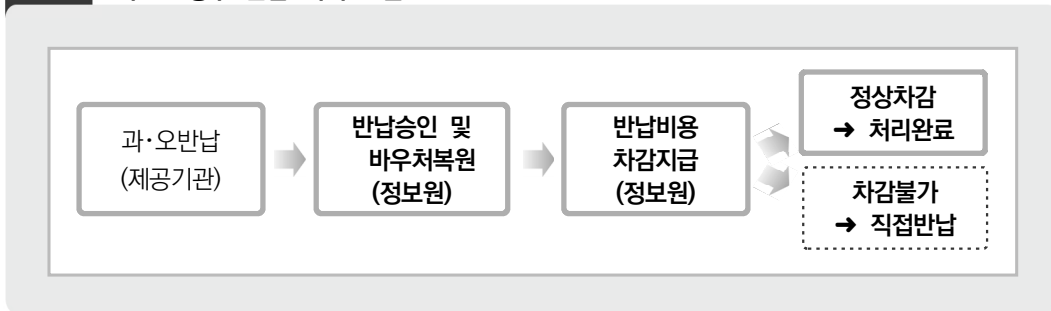 과·오반납
(제공기관)
반납승인 및
바우처복원
(정보원)
반납비용
차감지급
(정보원)
정상차감
➜ 처리완료
차감불가
➜ 직접반납